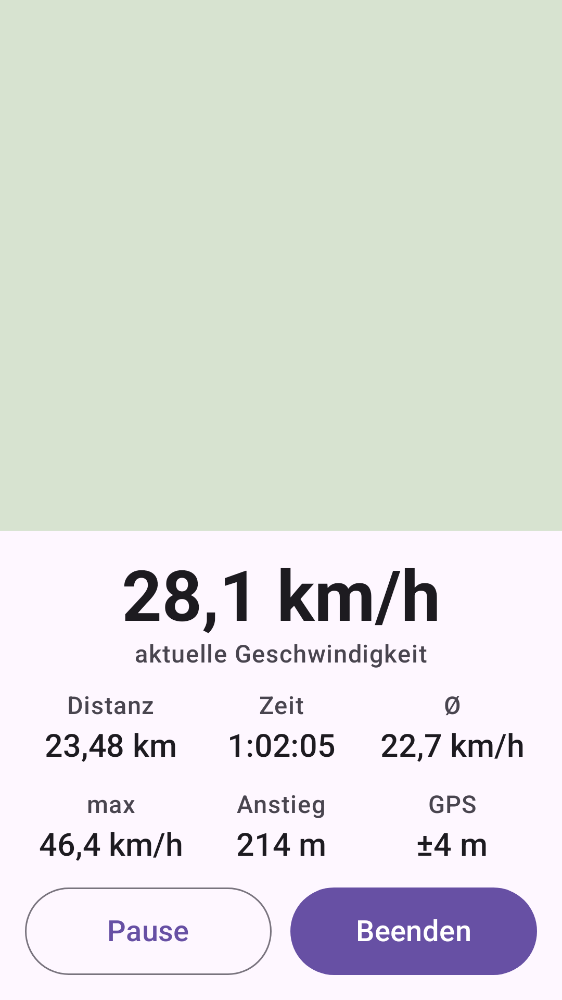 28,1 km/h
aktuelle Geschwindigkeit
Distanz Zeit Ø
23,48 km 1:02:05 22,7 km/h
max Anstieg GPS
46,4 km/h 214 m ±4 m
Pause Beenden